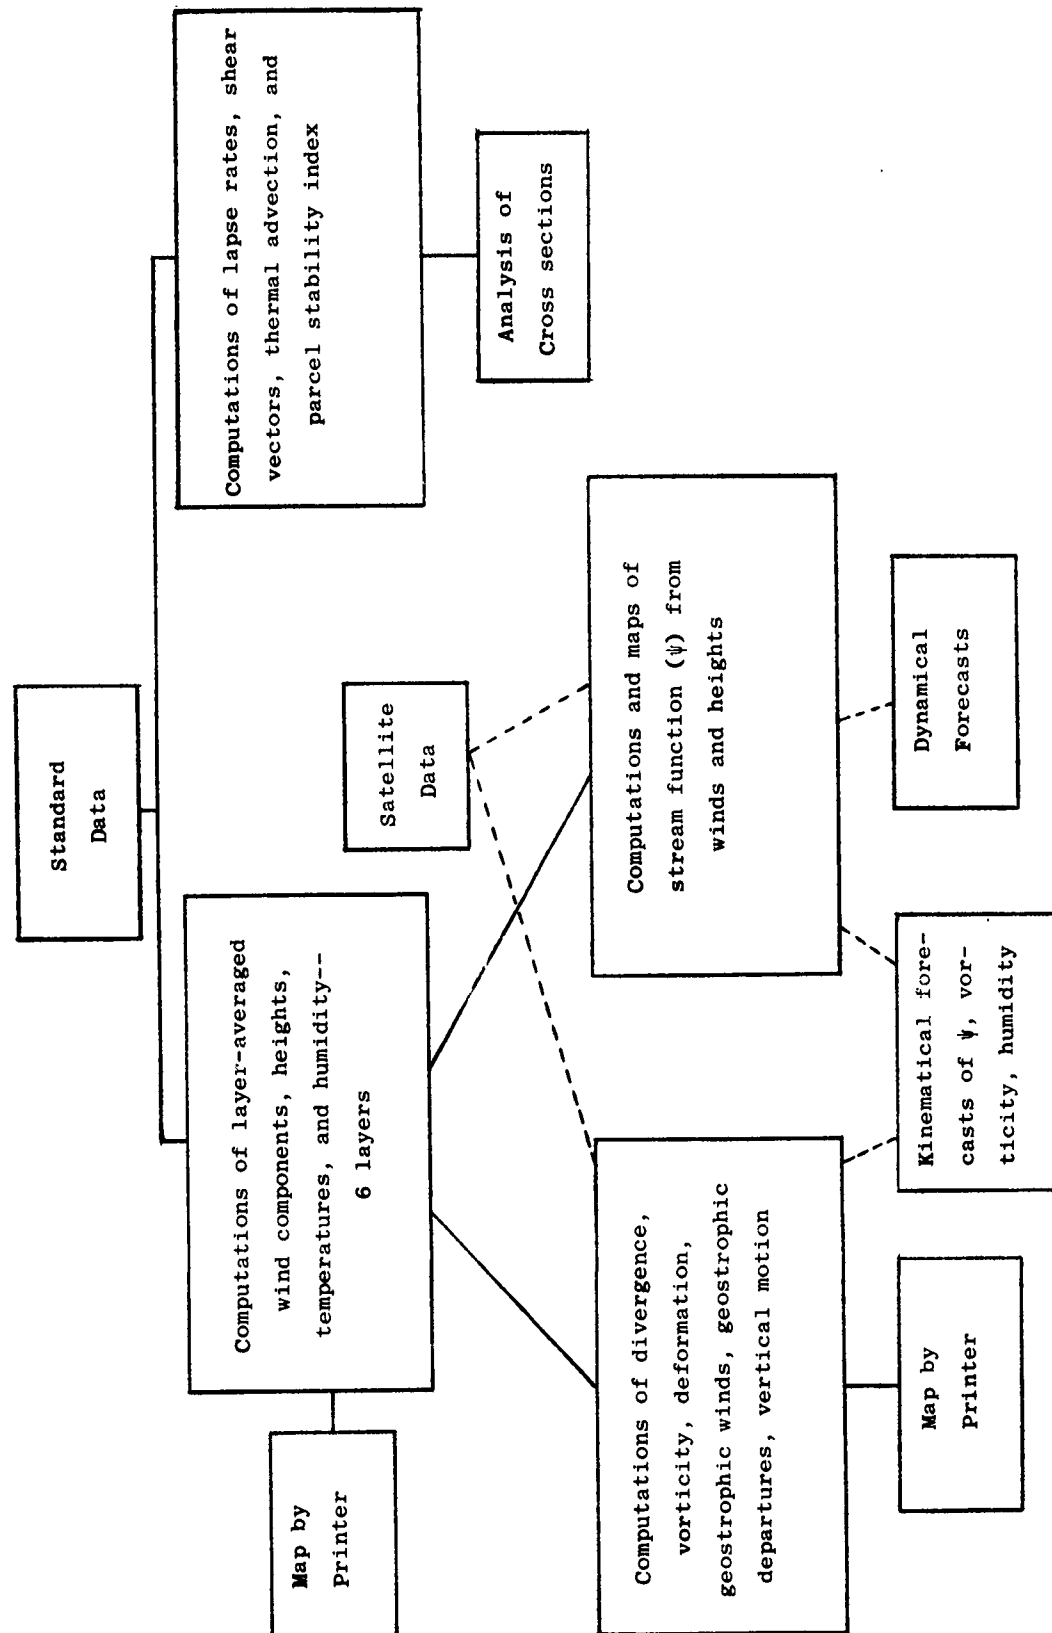 Standard
Data
Computations of layer-averaged
wind components, heights,
temperatures, and humidity--
6 layers
Computations of lapse rates, shear
vectors, thermal advection, and
parcel stability index
Map by
Printer
Satellite
Data
Analysis of
Cross sections
Computations of divergence,
vorticity, deformation,
geostrophic winds, geostrophic
departures, vertical motion
Computations and maps of
stream function (ψ) from
winds and heights
Map by
Printer
Kinematical fore-
casts of ψ, vor-
ticity, humidity
Dynamical
Forecasts